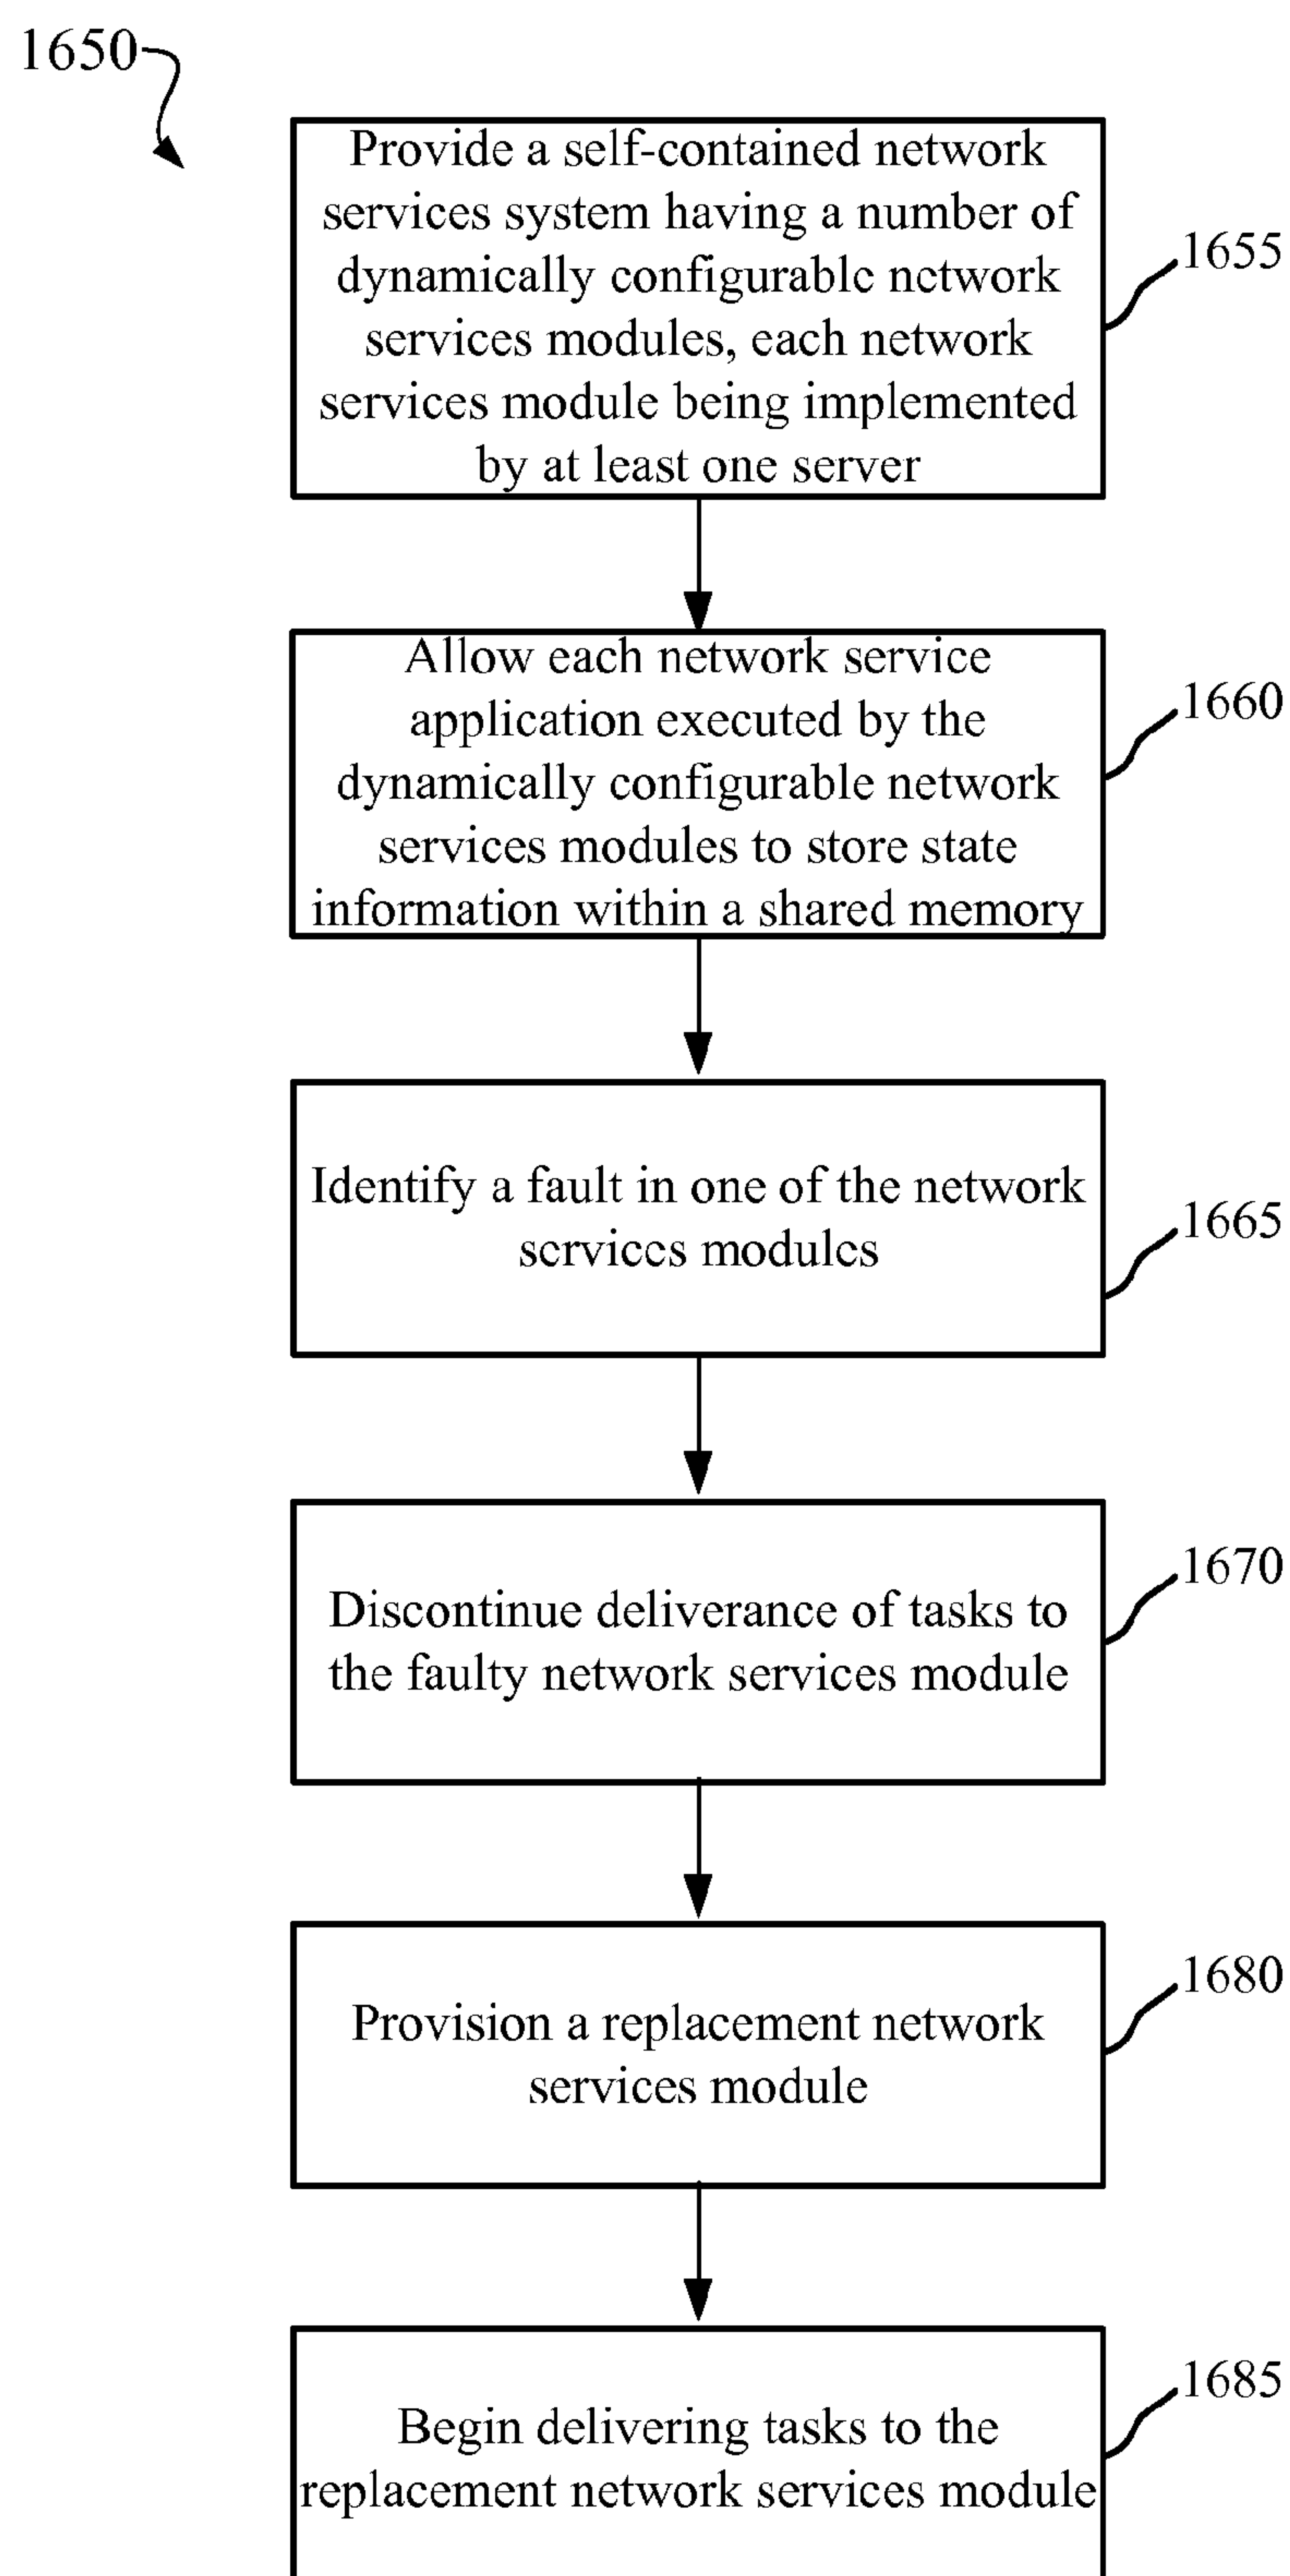 1650
Provide a self-contained network
services system having a number of
dynamically configurable network
services modules, each network
services module being implemented
by at least one server
1655
Allow each network service
application executed by the
dynamically configurable network
services modules to store state
information within a shared memory
1660
Identify a fault in one of the network
services modules
1665
Discontinue deliverance of tasks to
the faulty network services module
1670
Provision a replacement network
services module
1680
Begin delivering tasks to the
replacement network services module
1685